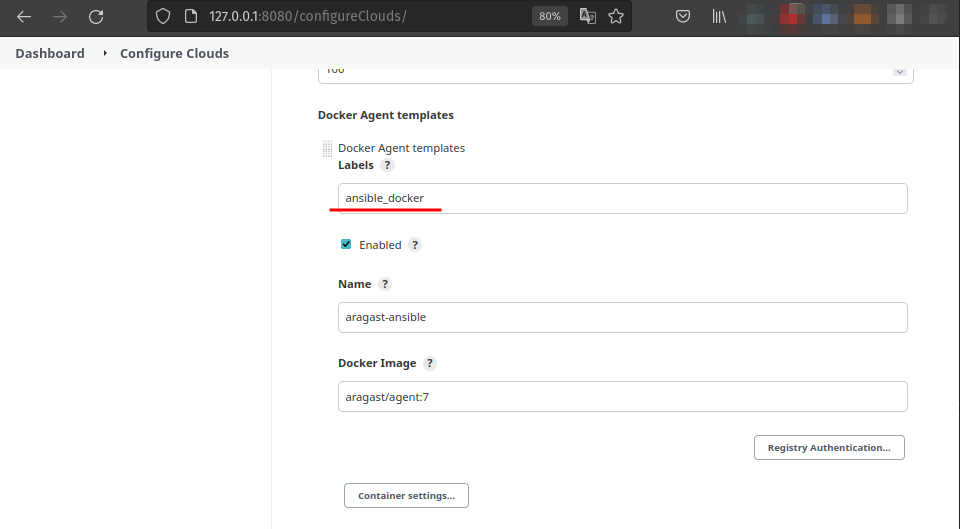 127.0.0.1:8080/configureClouds/
80%
Dashboard
Configure Clouds
100
Docker Agent templates
Docker Agent templates
Labels ?
ansible_docker
Enabled ?
Name ?
aragast-ansible
Docker Image ?
aragast/agent:7
Registry Authentication...
Container settings...